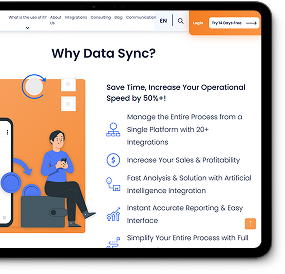 What is the use of it? About Us Integrations Consulting Blog Communication EN Login Try 14 Days Free
Why Data Sync?
Save Time, Increase Your Operational
Speed by 50%+!
Manage the Entire Process from a
Single Platform with 20+
Integrations
Increase Your Sales & Profitability
Fast Analysis & Solution with Artificial
Intelligence Integration
Instant Accurate Reporting & Easy
Interface
Simplify Your Entire Process with Full